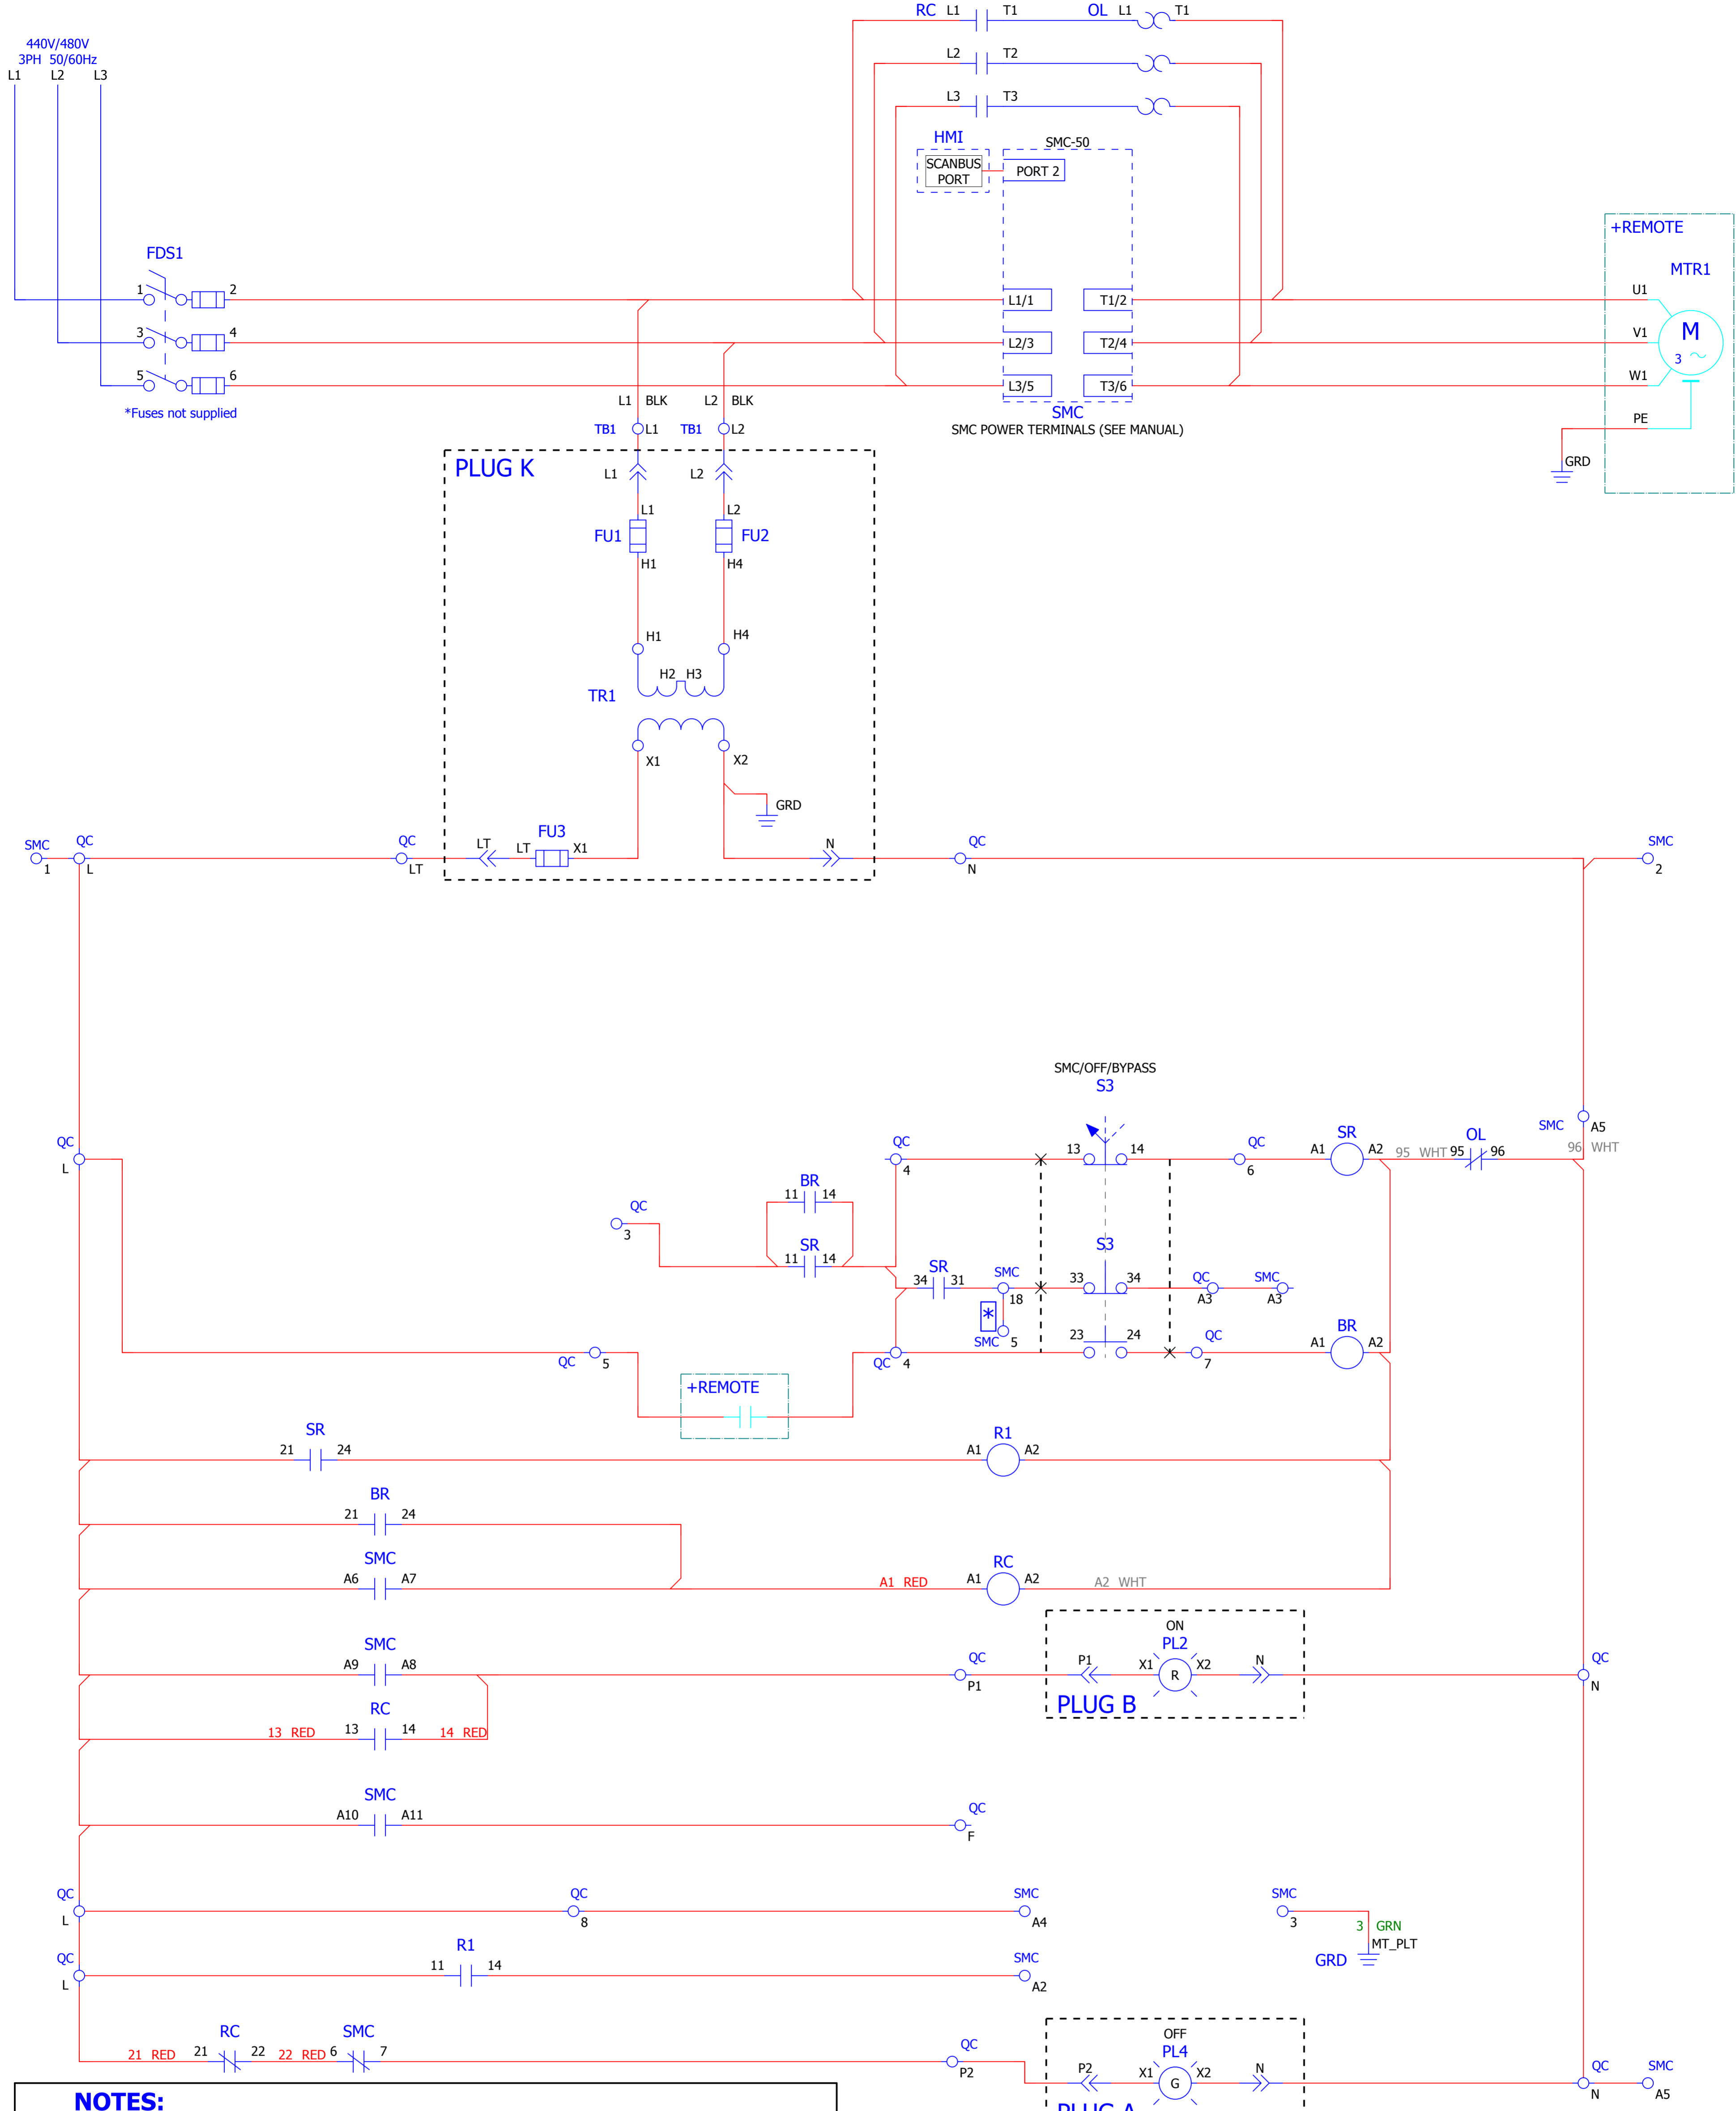 RC L1 T1 OL L1 T1
440V/480V
3PH 50/60Hz
L1 L2 L3
L2 T2
L3 T3
HMI
SMC-50
SCANBUS
PORT
PORT 2
+REMOTE
MTR1
FDS1
1 2
L1/1 T1/2
U1
3 4
L2/3 T2/4
V1
M
3
5 6
L3/5 T3/6
W1
*Fuses not supplied
L1 BLK L2 BLK
SMC
SMC POWER TERMINALS (SEE MANUAL)
PE
GRD
TB1 L1 TB1 L2
PLUG K
L1 L2
L1 L2
FU1 FU2
H1 H4
H1 H4
H2 H3
TR1
X1 X2
GRD
SMC QC QC FU3
LT LT X1 N
QC
SMC
1 L LT N 2
SMC/OFF/BYPASS
S3
SMC A5
QC QC 13 14 QC SR OL 96 WHT
L 4 6 A1 A2 95 WHT 95 96
BR
11 14
QC
3
SR
11 14
S3
SR
34 31 SMC 33 34 QC SMC
18 A3 A3
*
SMC 5 23 24 QC BR
A1 A2
QC 5 QC 4 7
+REMOTE
SR R1
21 24 A1 A2
BR
21 24
SMC RC
A6 A7 A1 RED A1 A2 A2 WHT
ON
SMC PL2
A9 A8 QC P1 X1 R X2 N QC
P1 N
PLUG B
RC
13 RED 13 14 14 RED
SMC
A10 A11 QC
F
QC QC SMC SMC
L 8 A4 3
3 GRN
MT_PLT
GRD
QC R1 SMC
L 11 14 A2
OFF
RC SMC PL4
21 RED 21 22 22 RED 6 7 QC P2 X1 G X2 N QC SMC
P2 N A5
NOTES:
PLUG A